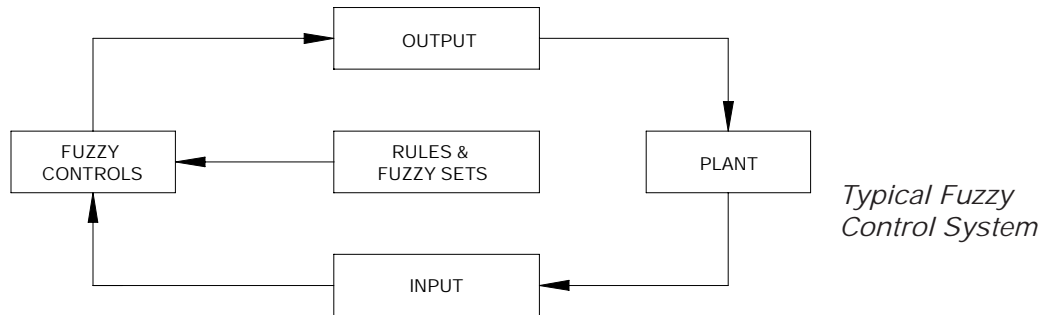 OUTPUT
FUZZY
CONTROLS
RULES &
FUZZY SETS
PLANT
Typical Fuzzy
Control System
INPUT